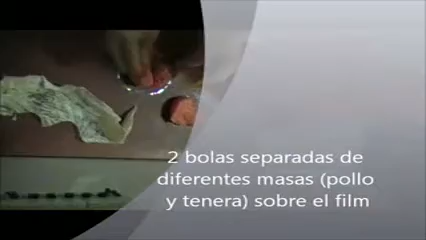 2 bolas separadas de
diferentes masas (pollo
y tenera) sobre el film